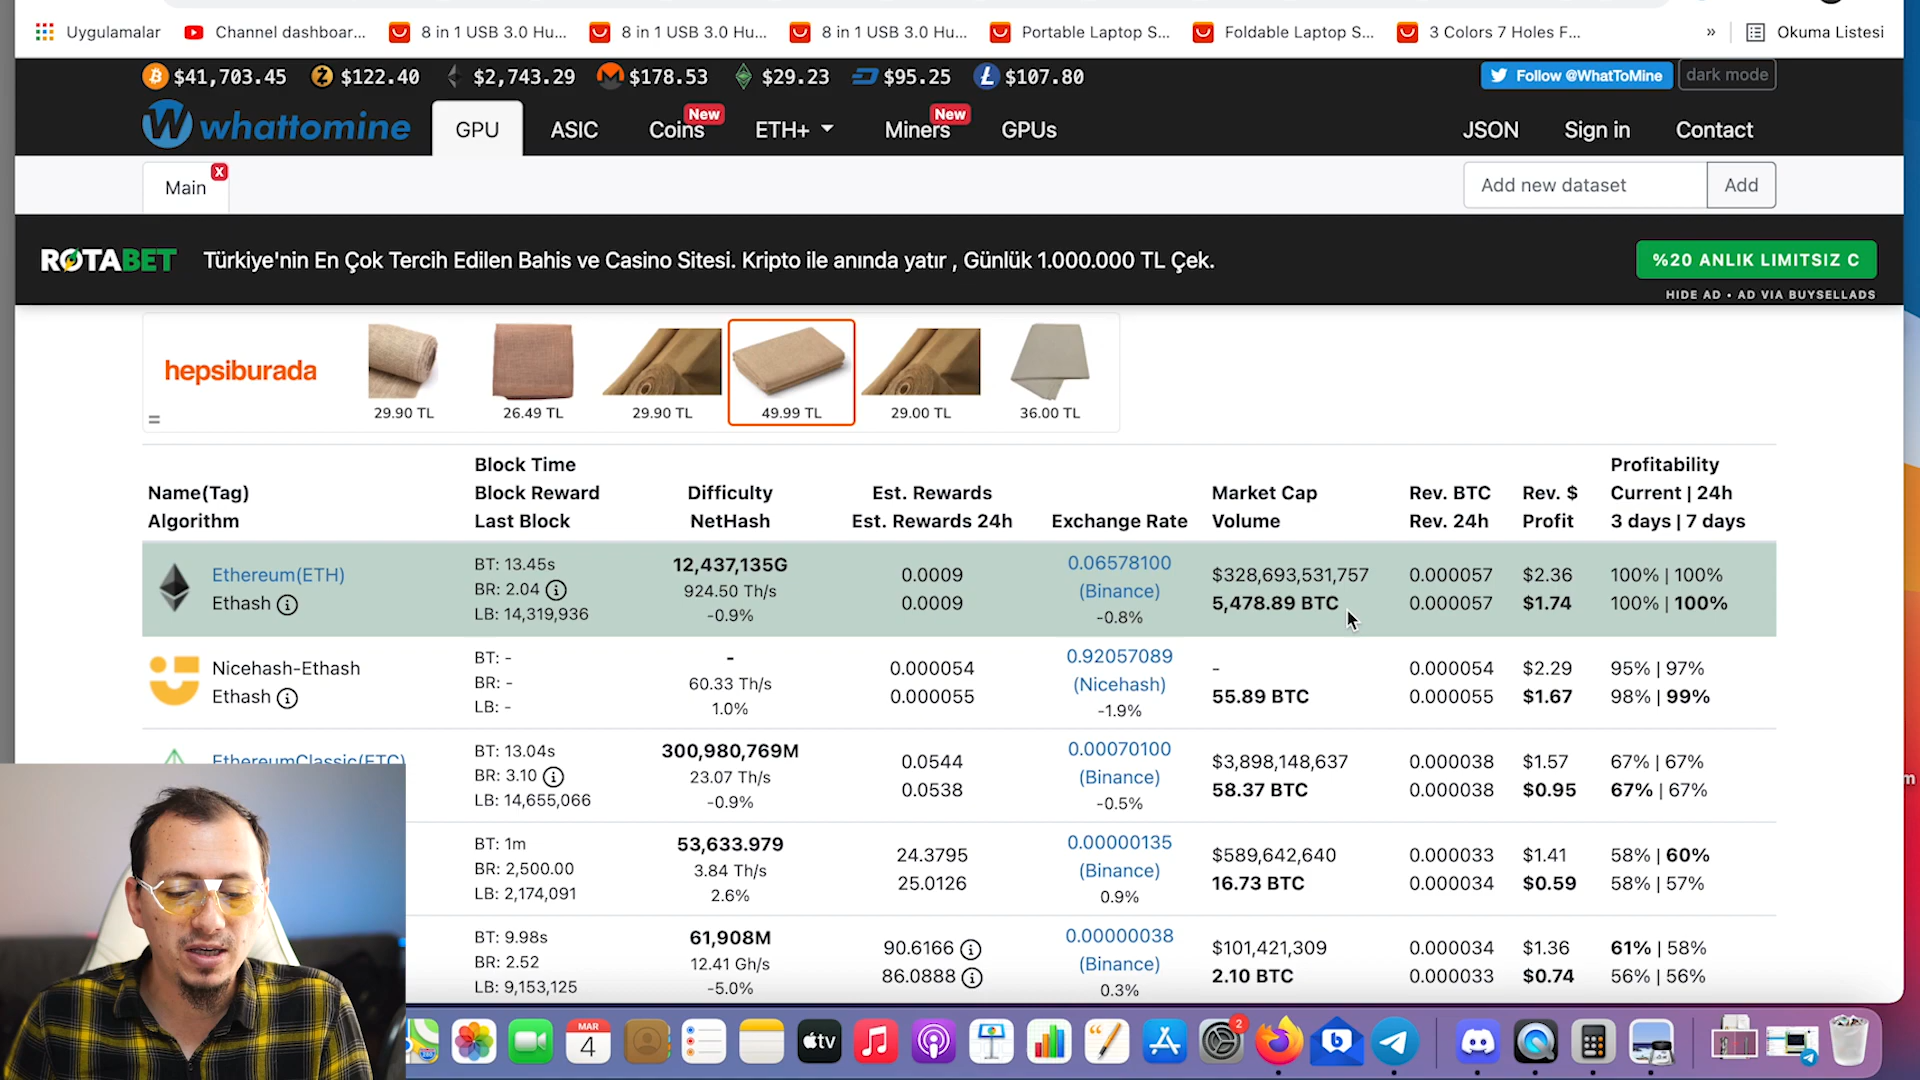 Uygulamalar
Channel dashboar...
8 in 1 USB 3.0 Hu...
8 in 1 USB 3.0 Hu...
8 in 1 USB 3.0 Hu...
Portable Laptop S...
Foldable Laptop S...
3 Colors 7 Holes F...
»
Okuma Listesi
$41,703.45
$122.40
$2,743.29
$178.53
$29.23
$95.25
$107.80
Follow @WhatToMine
dark mode
whattomine
GPU
ASIC
Coins
New
ETH+
Miners
New
GPUs
JSON
Sign in
Contact
Main
X
Add new dataset
Add
ROTABET
Türkiye'nin En Çok Tercih Edilen Bahis ve Casino Sitesi. Kripto ile anında yatır , Günlük 1.000.000 TL Çek.
%20 ANLIK LIMITSIZ C
HIDE AD • AD VIA BUYSELLADS
hepsiburada
29.90 TL
26.49 TL
29.90 TL
49.99 TL
29.00 TL
36.00 TL
Name(Tag)
Algorithm
Block Time
Block Reward
Last Block
Difficulty
NetHash
Est. Rewards
Est. Rewards 24h
Exchange Rate
Market Cap
Volume
Rev. BTC
Rev. 24h
Rev. $
Profit
Profitability
Current | 24h
3 days | 7 days
Ethereum(ETH)
Ethash
BT: 13.45s
BR: 2.04
LB: 14,319,936
12,437,135G
924.50 Th/s
-0.9%
0.0009
0.0009
0.06578100
(Binance)
-0.8%
$328,693,531,757
5,478.89 BTC
0.000057
0.000057
$2.36
$1.74
100% | 100%
100% | 100%
Nicehash-Ethash
Ethash
BT: -
BR: -
LB: -
-
60.33 Th/s
1.0%
0.000054
0.000055
0.92057089
(Nicehash)
-1.9%
-
55.89 BTC
0.000054
0.000055
$2.29
$1.67
95% | 97%
98% | 99%
EthereumClassic(ETC)
BT: 13.04s
BR: 3.10
LB: 14,655,066
300,980,769M
23.07 Th/s
-0.9%
0.0544
0.0538
0.00070100
(Binance)
-0.5%
$3,898,148,637
58.37 BTC
0.000038
0.000038
$1.57
$0.95
67% | 67%
67% | 67%
BT: 1m
BR: 2,500.00
LB: 2,174,091
53,633.979
3.84 Th/s
2.6%
24.3795
25.0126
0.00000135
(Binance)
0.9%
$589,642,640
16.73 BTC
0.000033
0.000034
$1.41
$0.59
58% | 60%
58% | 57%
BT: 9.98s
BR: 2.52
LB: 9,153,125
61,908M
12.41 Gh/s
-5.0%
90.6166
86.0888
0.00000038
(Binance)
0.3%
$101,421,309
2.10 BTC
0.000034
0.000033
$1.36
$0.74
61% | 58%
56% | 56%
m
MAR
4
tv
2